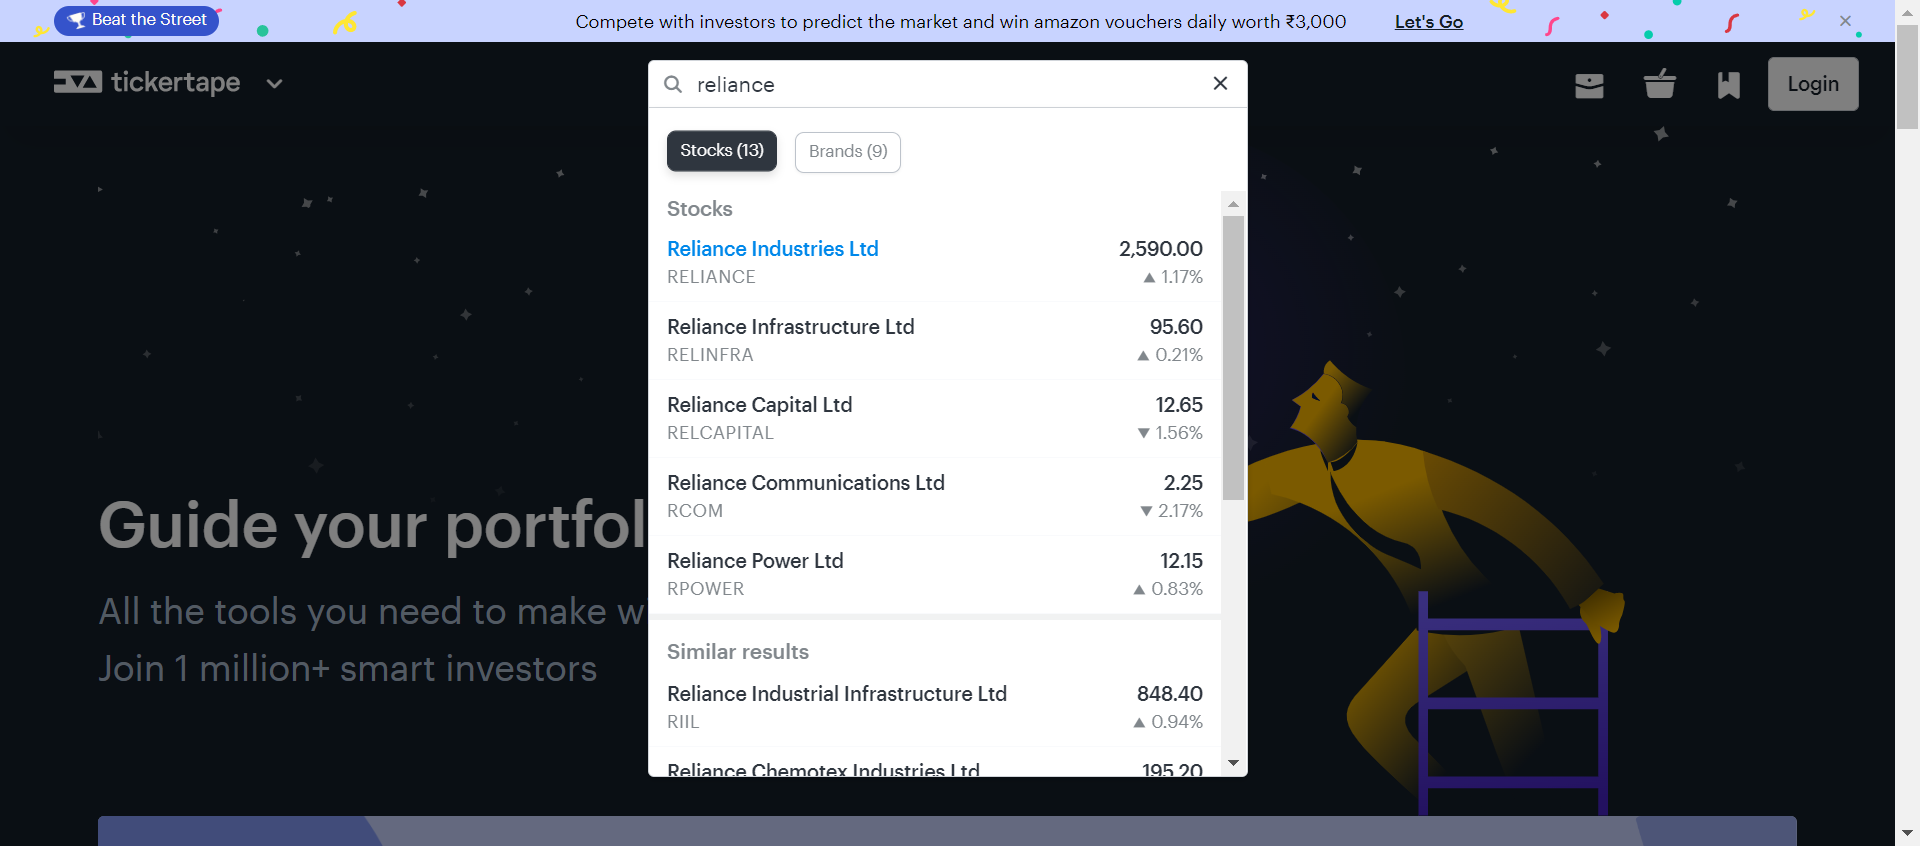 Beat the Street
Compete with investors to predict the market and win amazon vouchers daily worth ₹3,000
Let's Go
tickertape
Login
reliance
Stocks (13)
Brands (9)
Stocks
Reliance Industries Ltd 2,590.00
RELIANCE ▲ 1.17%
Reliance Infrastructure Ltd 95.60
RELINFRA ▲ 0.21%
Reliance Capital Ltd 12.65
RELCAPITAL ▼ 1.56%
Reliance Communications Ltd 2.25
RCOM ▼ 2.17%
Reliance Power Ltd 12.15
RPOWER ▲ 0.83%
Similar results
Reliance Industrial Infrastructure Ltd 848.40
RIIL ▲ 0.94%
Reliance Chemotex Industries Ltd 195.20
Guide your portfol
All the tools you need to make w
Join 1 million+ smart investors